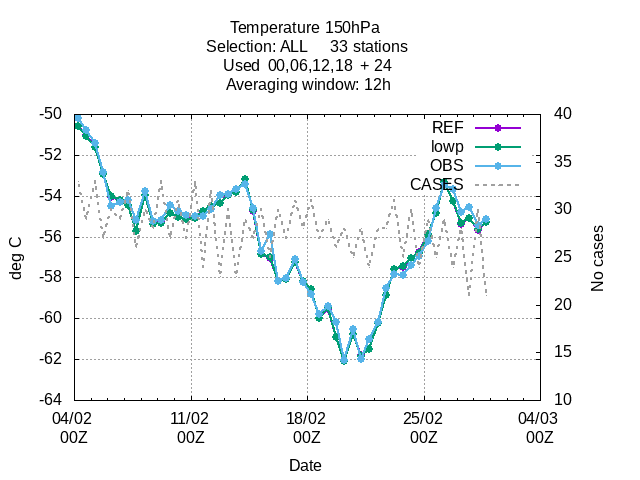 Temperature 150hPa
Selection: ALL 33 stations
Used 00,06,12,18 + 24
Averaging window: 12h
-50 40
REF
lowp
OBS
CASES
-52 35
-54 30
-56 25
-58 20
-60 15
-62 10
-64
deg C
No cases
04/02 11/02 18/02 25/02 04/03
00Z 00Z 00Z 00Z 00Z
Date